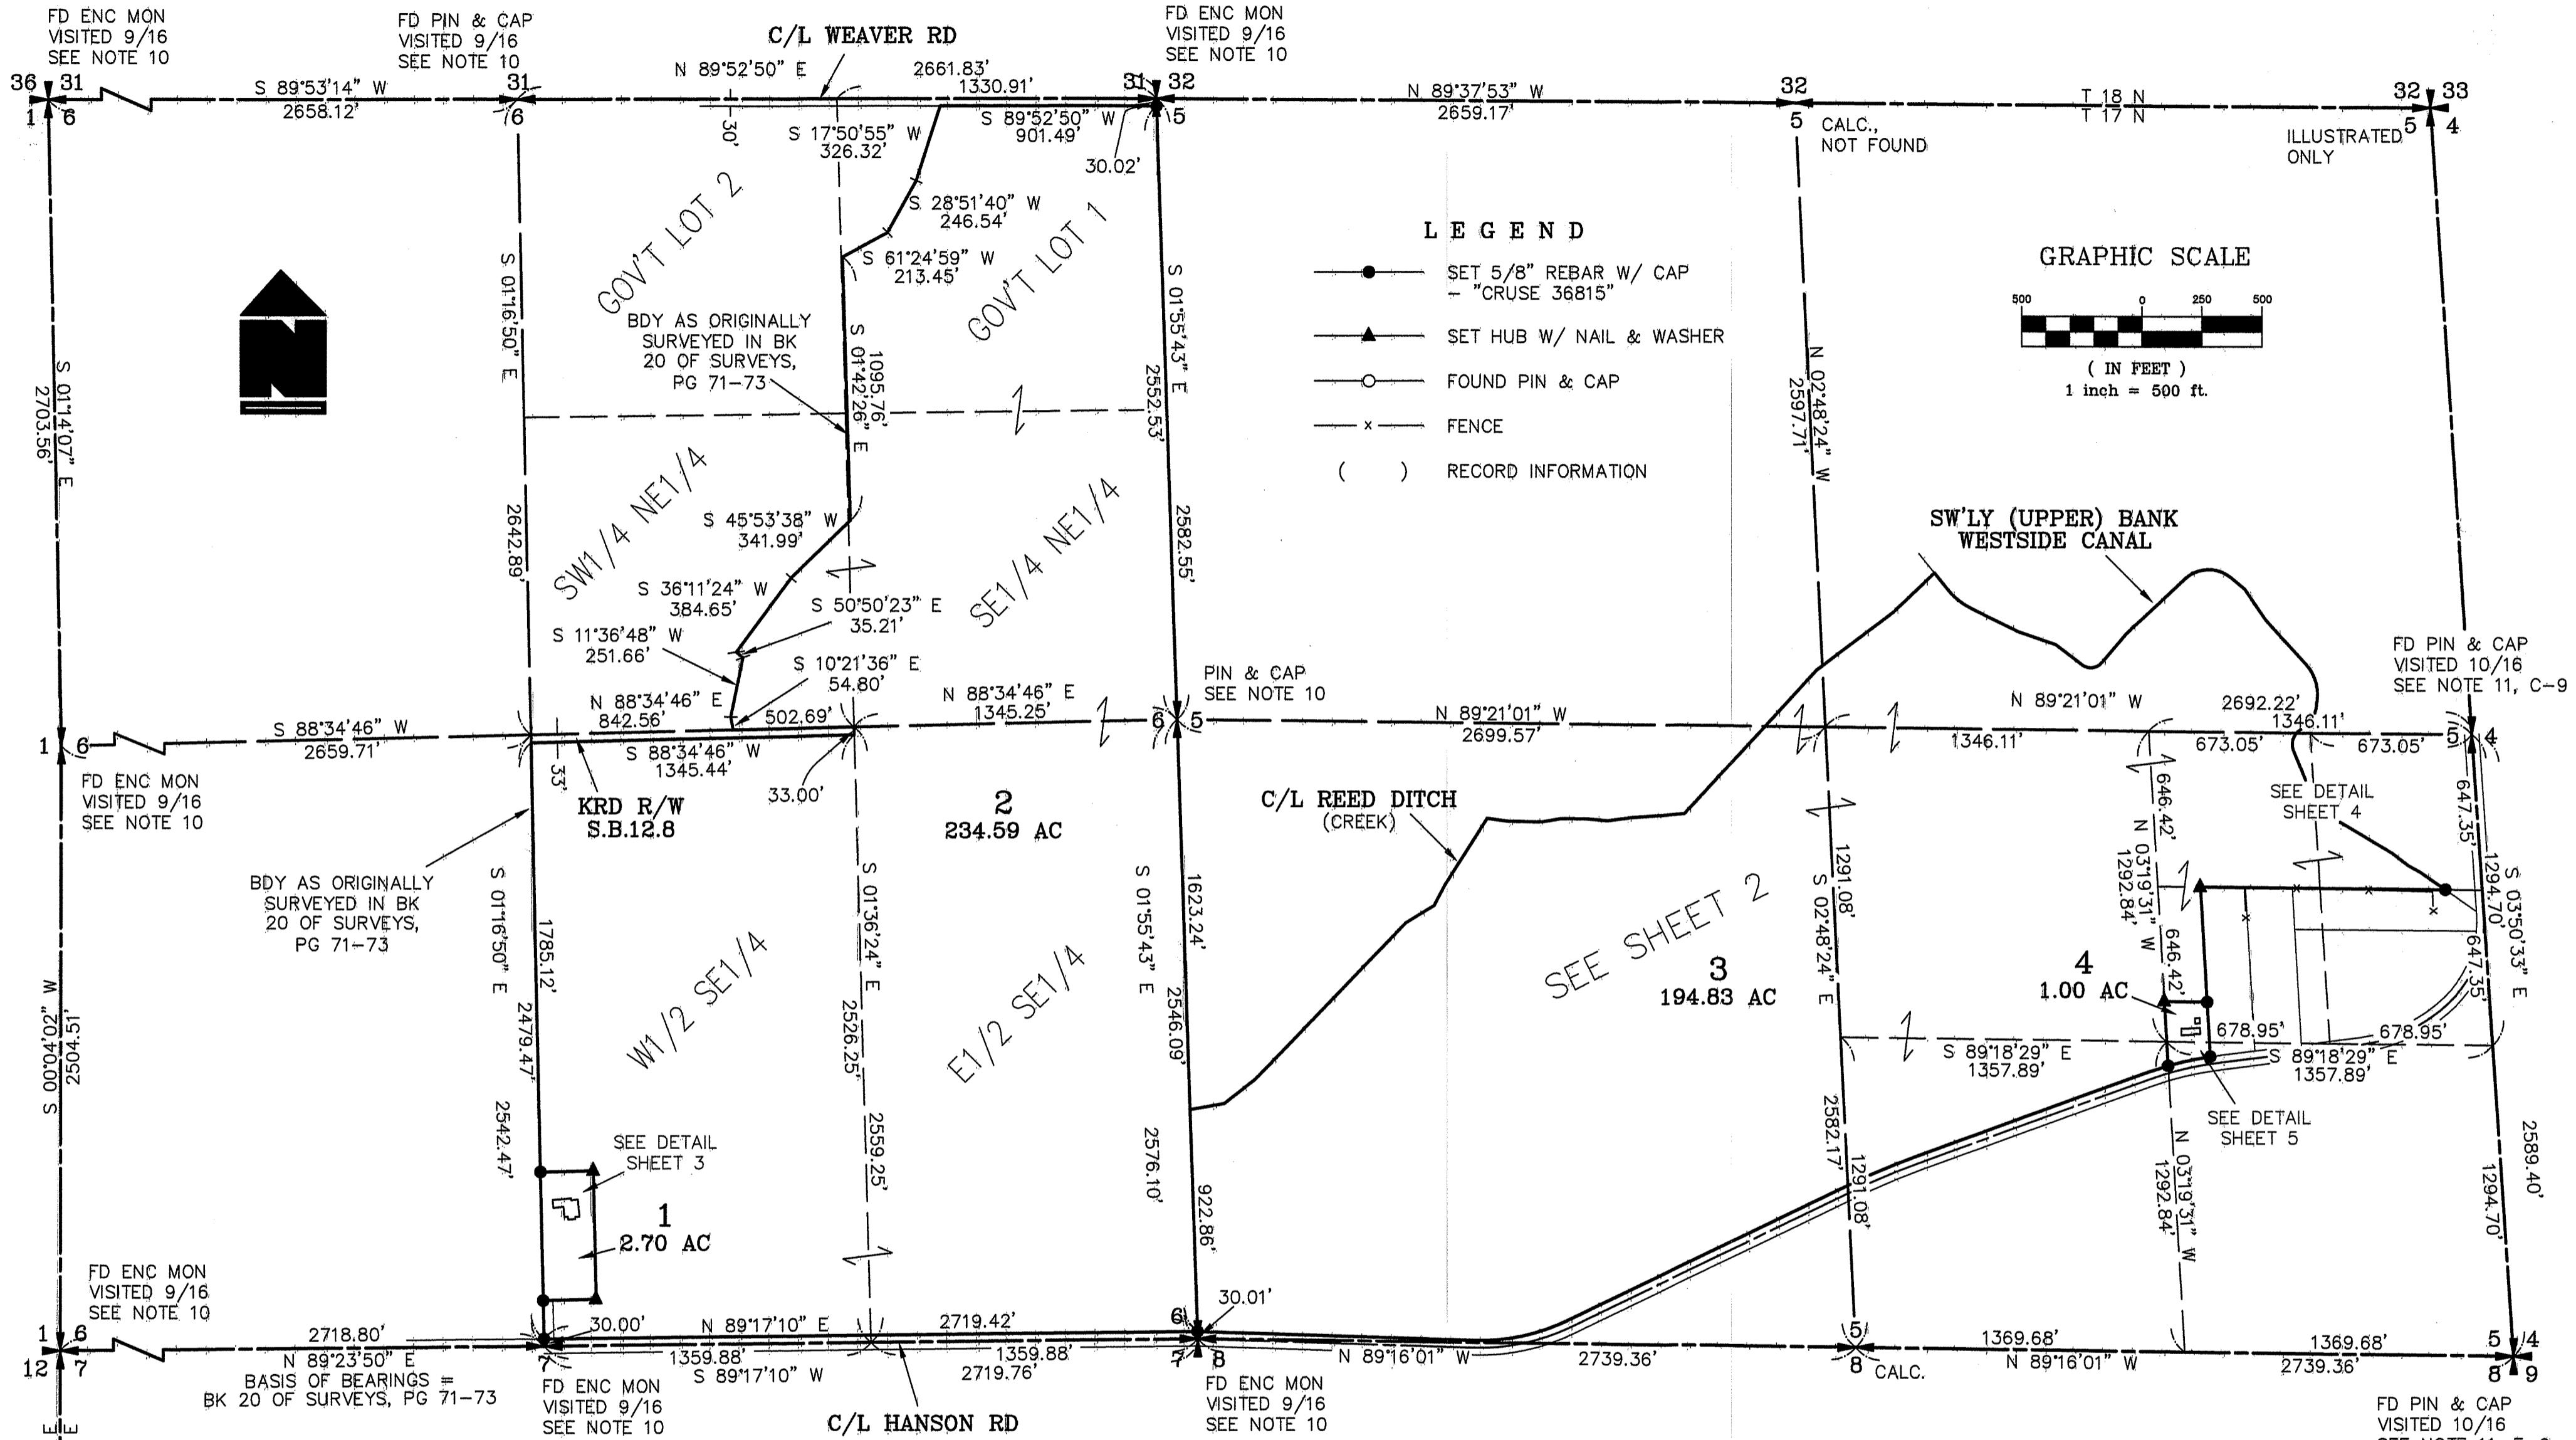 FD ENC MON
VISITED 9/16
SEE NOTE 10
FD PIN & CAP
VISITED 9/16
SEE NOTE 10
C/L WEAVER RD
FD ENC MON
VISITED 9/16
SEE NOTE 10
36 31
1 6
S 89°53'14" W
2658.12'
31
6
N 89°52'50" E
2661.83'
1330.91'
31 32
5
S 89°52'50" W
901.49'
30'
30.02'
N 89°37'53" W
2659.17'
32
5
CALC.,
NOT FOUND
T 18 N
T 17 N
32 33
5 4
ILLUSTRATED
ONLY
S 17°50'55" W
326.32'
S 28°51'40" W
246.54'
S 61°24'59" W
213.45'
GOV'T LOT 2
GOV'T LOT 1
BDY AS ORIGINALLY
SURVEYED IN BK
20 OF SURVEYS,
PG 71-73
S 01°14'07" E
2703.56'
S 01°16'50" E
2642.89'
1095.76'
S 01°42'26" E
S 01°55'43" E
2552.53'
2582.55'
N 02°48'24" W
2597.71'
LEGEND
SET 5/8" REBAR W/ CAP
- "CRUSE 36815"
SET HUB W/ NAIL & WASHER
FOUND PIN & CAP
x FENCE
( ) RECORD INFORMATION
GRAPHIC SCALE
500 0 250 500
( IN FEET )
1 inch = 500 ft.
N
SW1/4 NE1/4
SE1/4 NE1/4
S 45°53'38" W
341.99'
S 36°11'24" W
384.65'
S 50°50'23" E
35.21'
S 11°36'48" W
251.66'
S 10°21'36" E
54.80'
SW'LY (UPPER) BANK
WESTSIDE CANAL
FD PIN & CAP
VISITED 10/16
SEE NOTE 11, C-9
PIN & CAP
SEE NOTE 10
1 6
S 88°34'46" W
2659.71'
N 88°34'46" E
842.56'
502.69'
N 88°34'46" E
1345.25'
6 5
N 89°21'01" W
2699.57'
N 89°21'01" W
2692.22'
1346.11'
1346.11'
673.05'
673.05'
5 4
S 88°34'46" W
1345.44'
33'
33.00'
KRD R/W
S.B.12.8
FD ENC MON
VISITED 9/16
SEE NOTE 10
2
234.59 AC
C/L REED DITCH
(CREEK)
SEE DETAIL
SHEET 4
BDY AS ORIGINALLY
SURVEYED IN BK
20 OF SURVEYS,
PG 71-73
S 00°04'02" W
2504.51'
S 01°16'50" E
1785.12'
2479.47'
2542.47'
S 01°36'24" E
2526.25'
2559.25'
S 01°55'43" E
1623.24'
2546.09'
2576.10'
922.86'
1291.08'
S 02°48'24" E
2582.17'
1291.08'
646.42'
N 03°19'31" W
1292.84'
646.42'
647.35'
1294.70'
S 03°50'33" E
647.35'
W1/2 SE1/4
E1/2 SE1/4
SEE SHEET 2
3
194.83 AC
4
1.00 AC
S 89°18'29" E
1357.89'
678.95'
678.95'
S 89°18'29" E
1357.89'
SEE DETAIL
SHEET 5
N 03°19'31" W
1292.84'
2589.40'
1294.70'
SEE DETAIL
SHEET 3
1
2.70 AC
FD ENC MON
VISITED 9/16
SEE NOTE 10
1 6
12 7
2718.80'
N 89°23'50" E
BASIS OF BEARINGS =
BK 20 OF SURVEYS, PG 71-73
7
30.00'
N 89°17'10" E
2719.42'
1359.88'
1359.88'
S 89°17'10" W
2719.76'
6
7 8
30.01'
N 89°16'01" W
2739.36'
5
8
CALC.
1369.68'
1369.68'
N 89°16'01" W
2739.36'
5 4
8 9
FD ENC MON
VISITED 9/16
SEE NOTE 10
C/L HANSON RD
FD ENC MON
VISITED 9/16
SEE NOTE 10
FD PIN & CAP
VISITED 10/16
E E